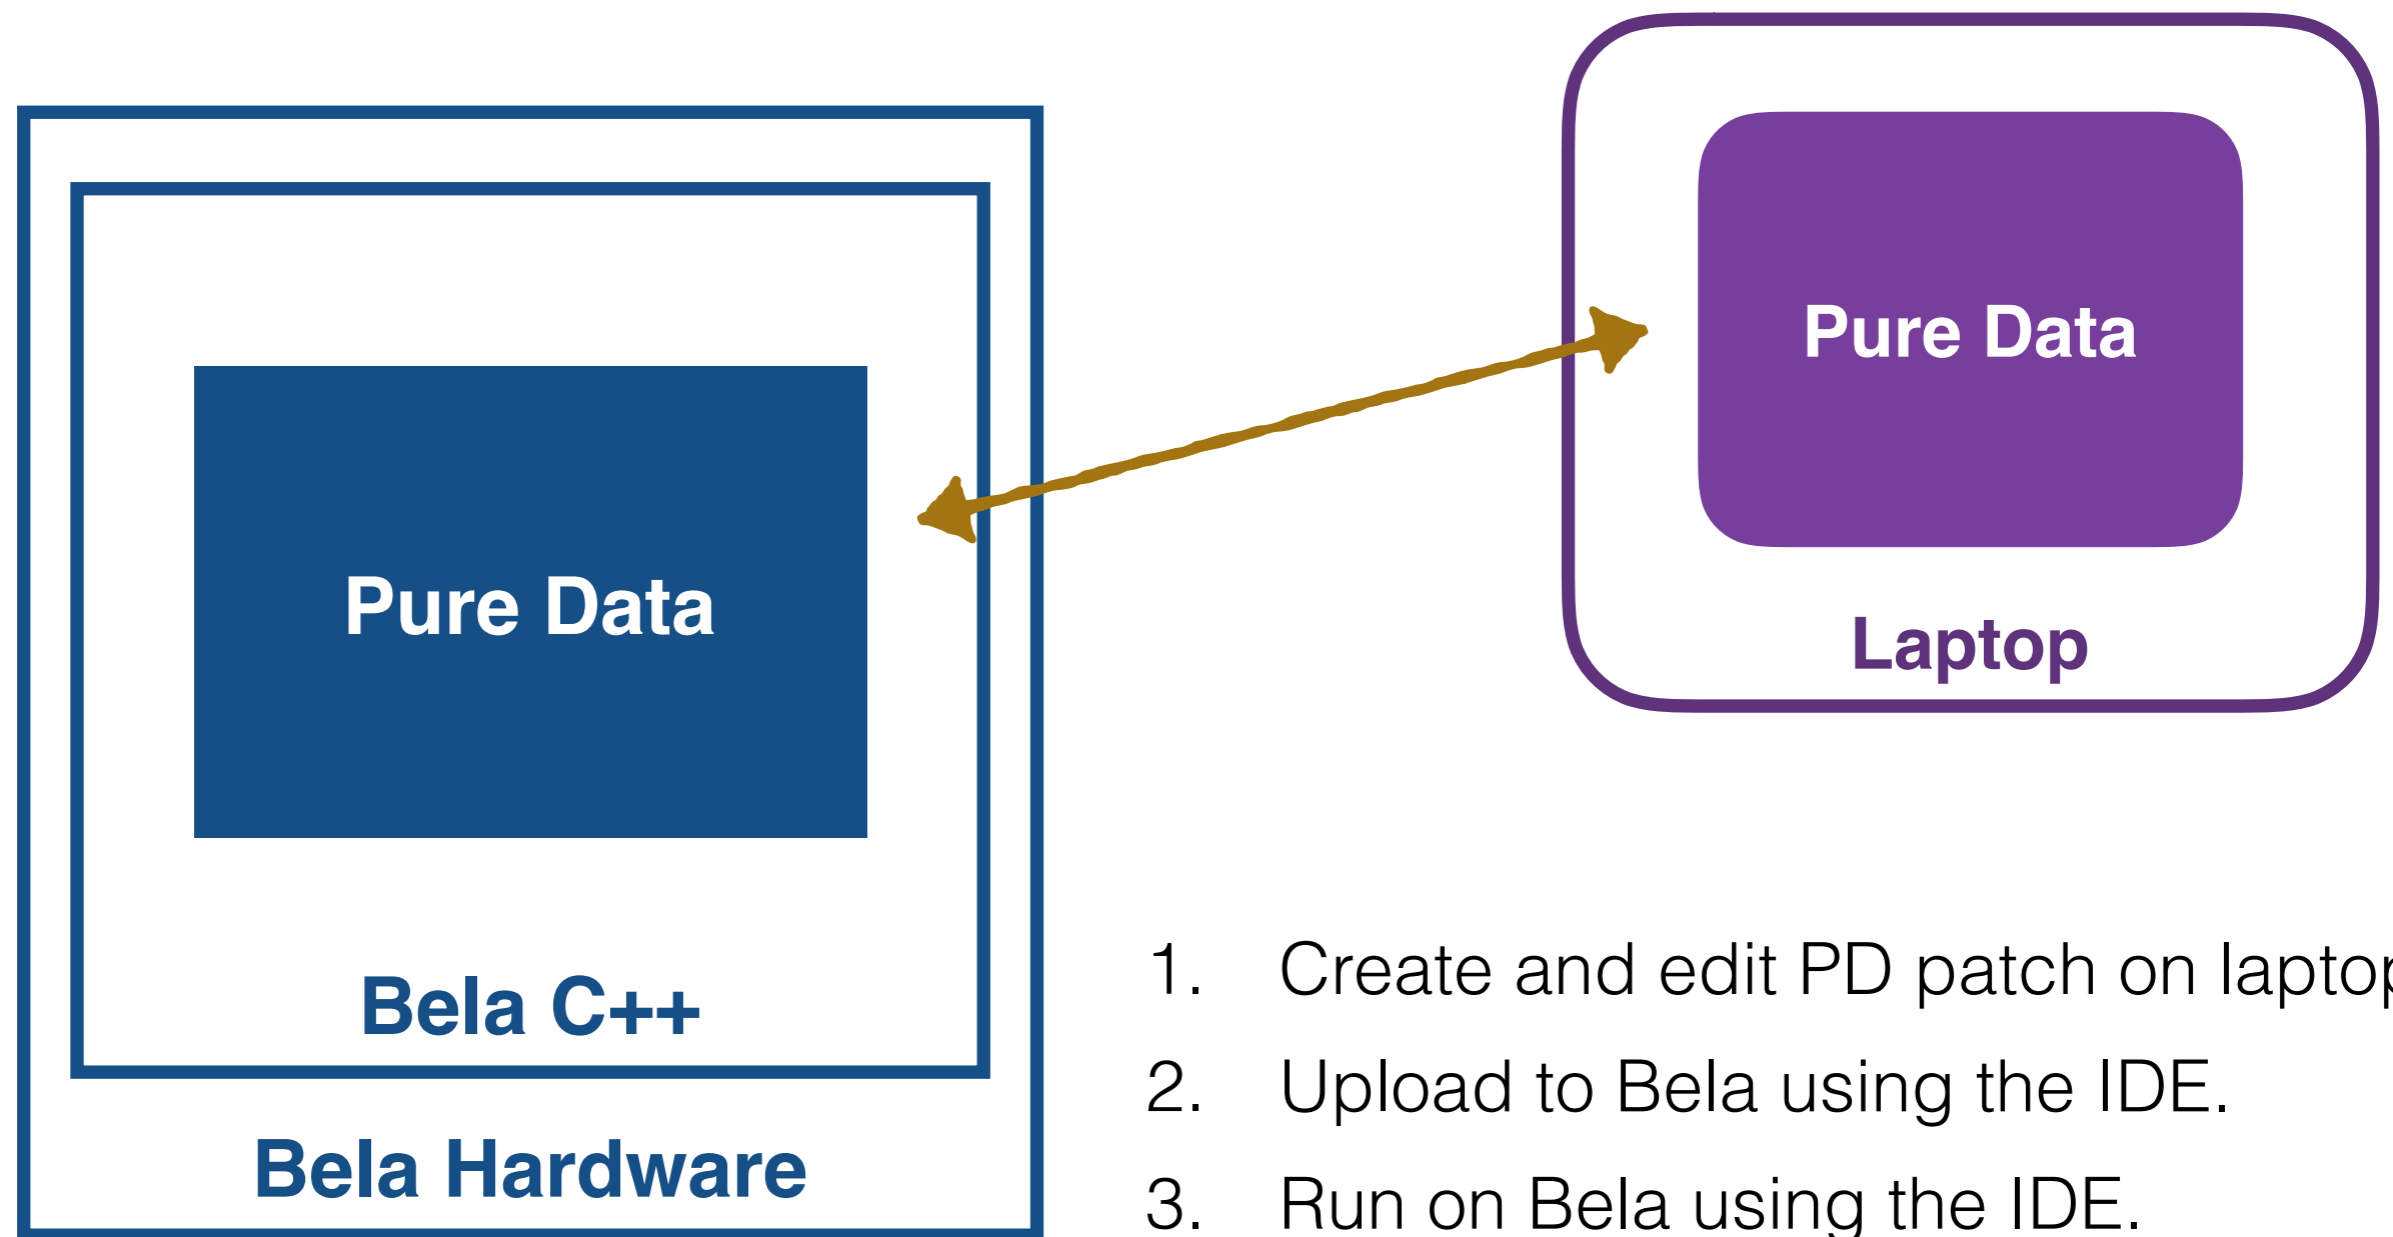 Pure Data
Bela C++
Bela Hardware
Pure Data
Laptop
1. Create and edit PD patch on laptop
2. Upload to Bela using the IDE.
3. Run on Bela using the IDE.